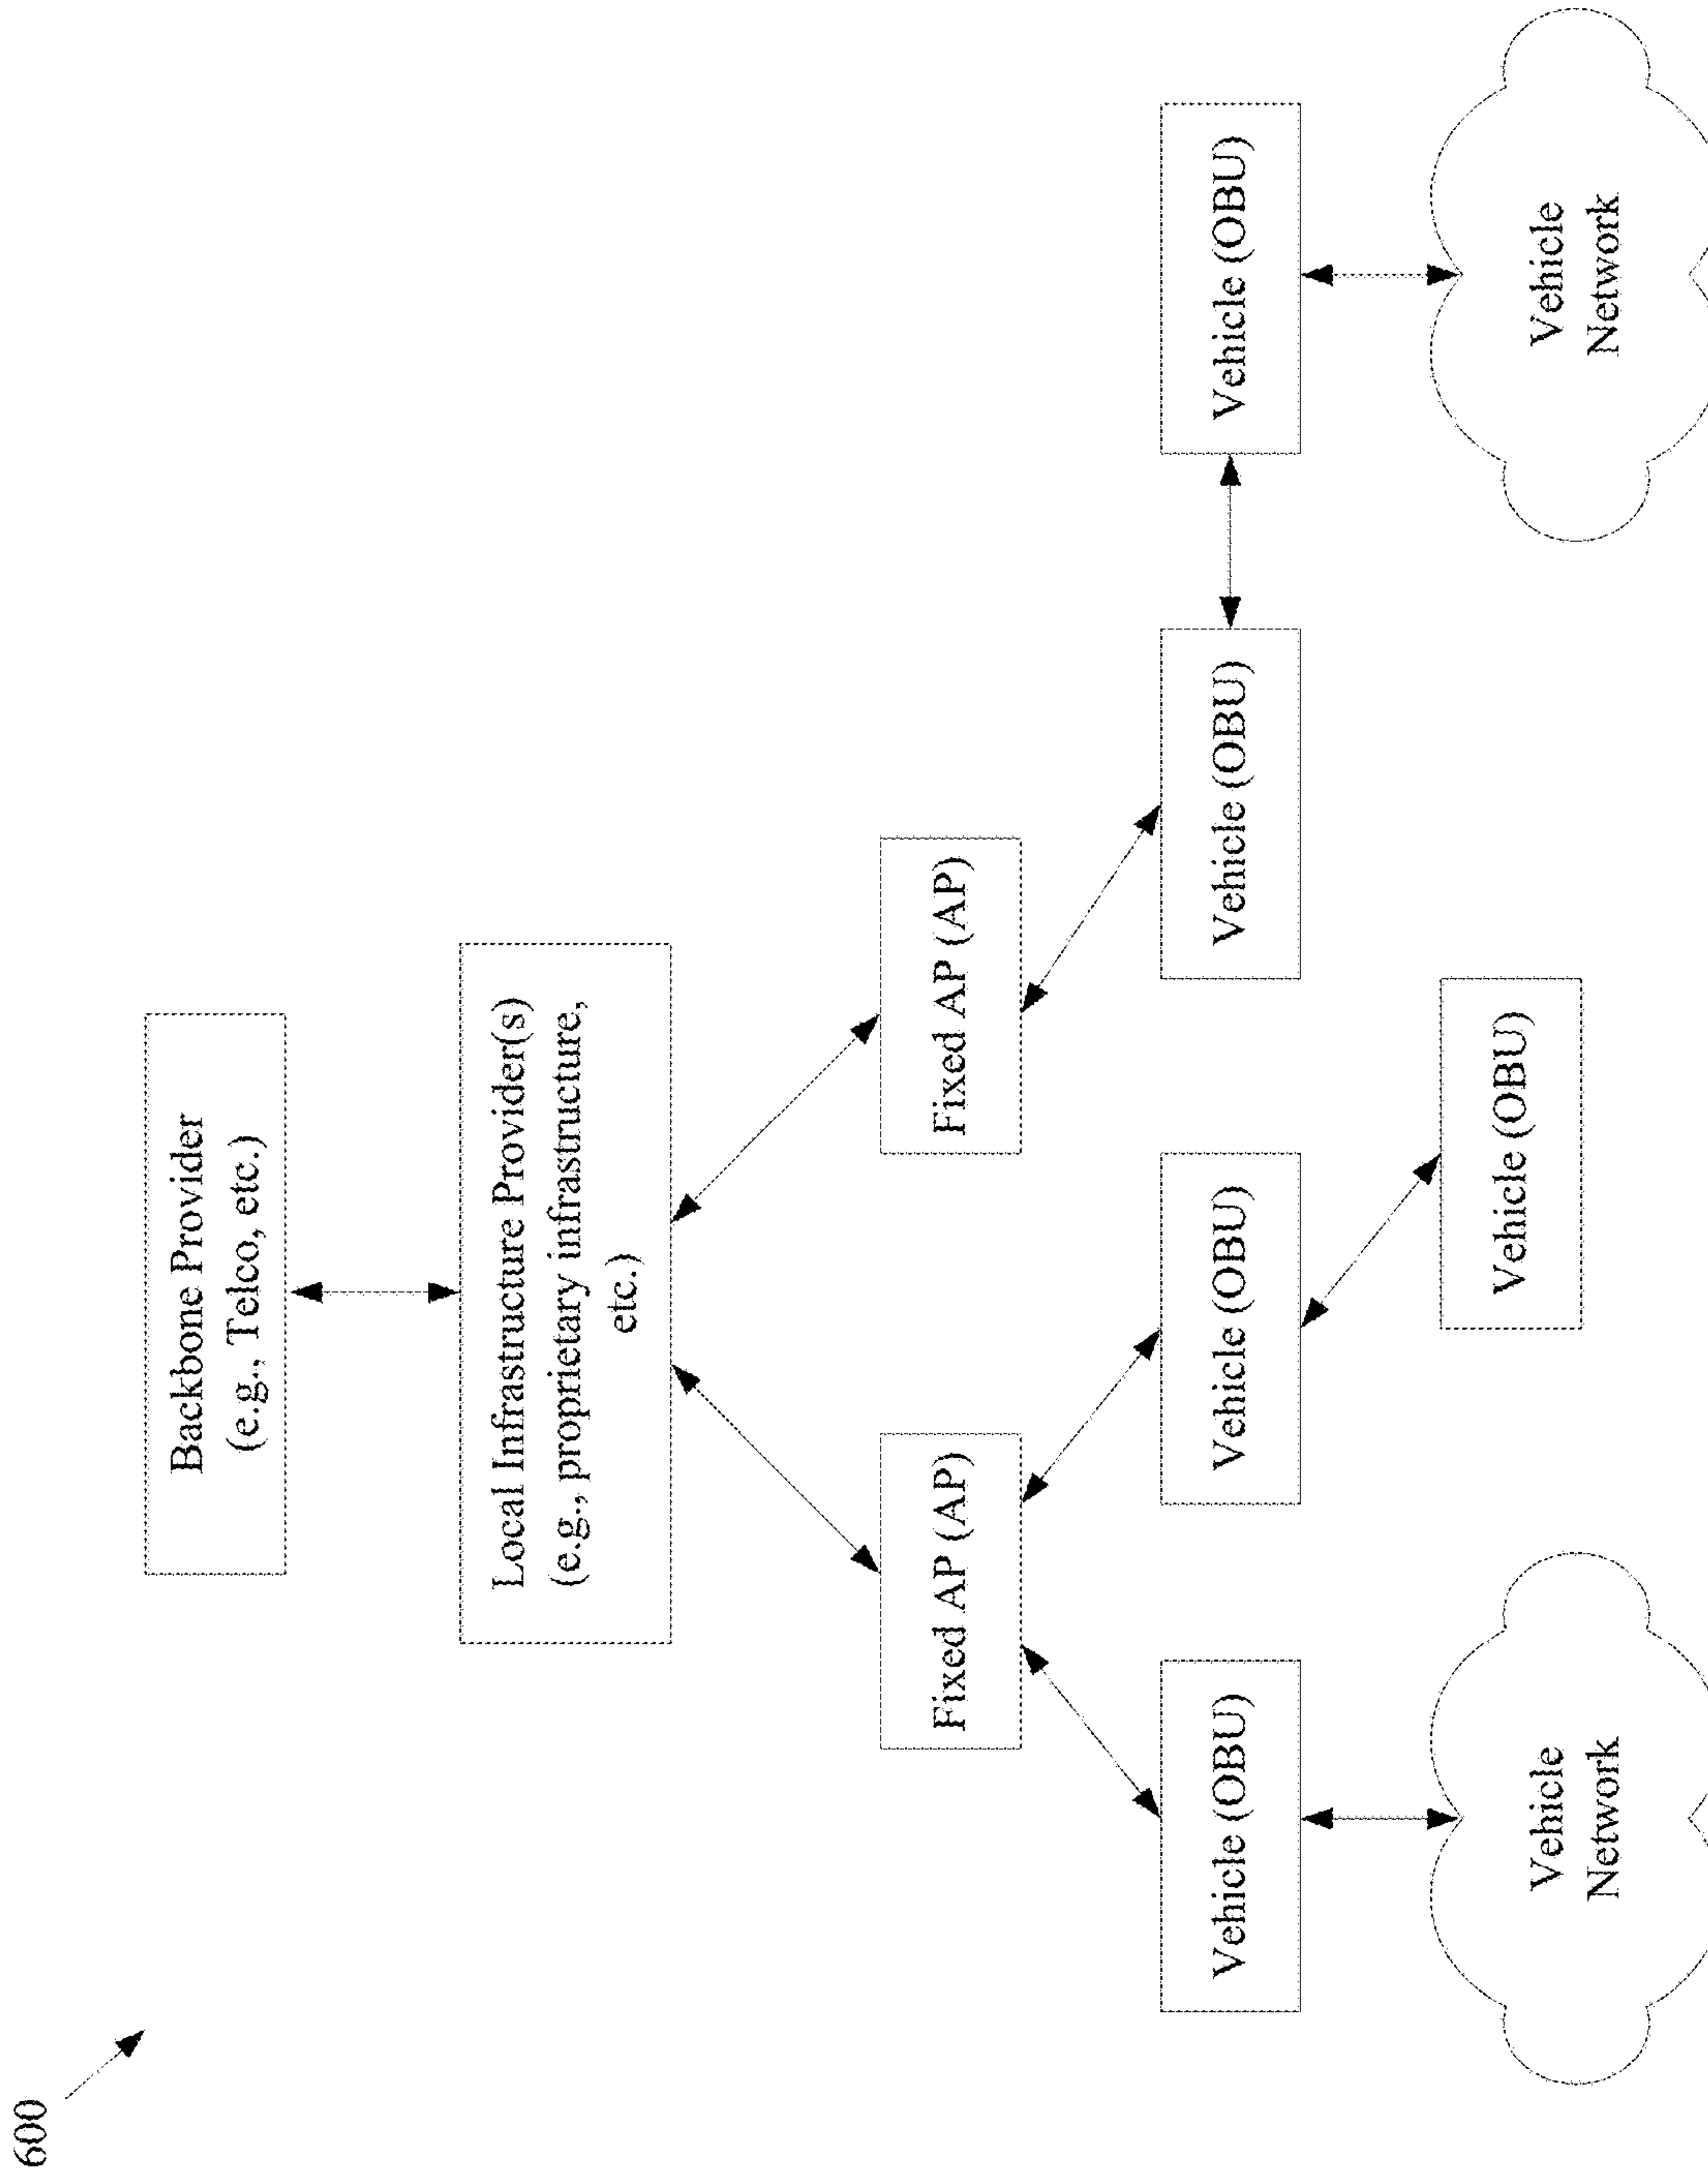 600
Backbone Provider
(e.g., Telco, etc.)
Local Infrastructure Provider(s)
(e.g., proprietary infrastructure,
etc.)
Fixed AP (AP)
Fixed AP (AP)
Vehicle (OBU)
Vehicle (OBU)
Vehicle (OBU)
Vehicle (OBU)
Vehicle
Network
Vehicle (OBU)
Vehicle
Network